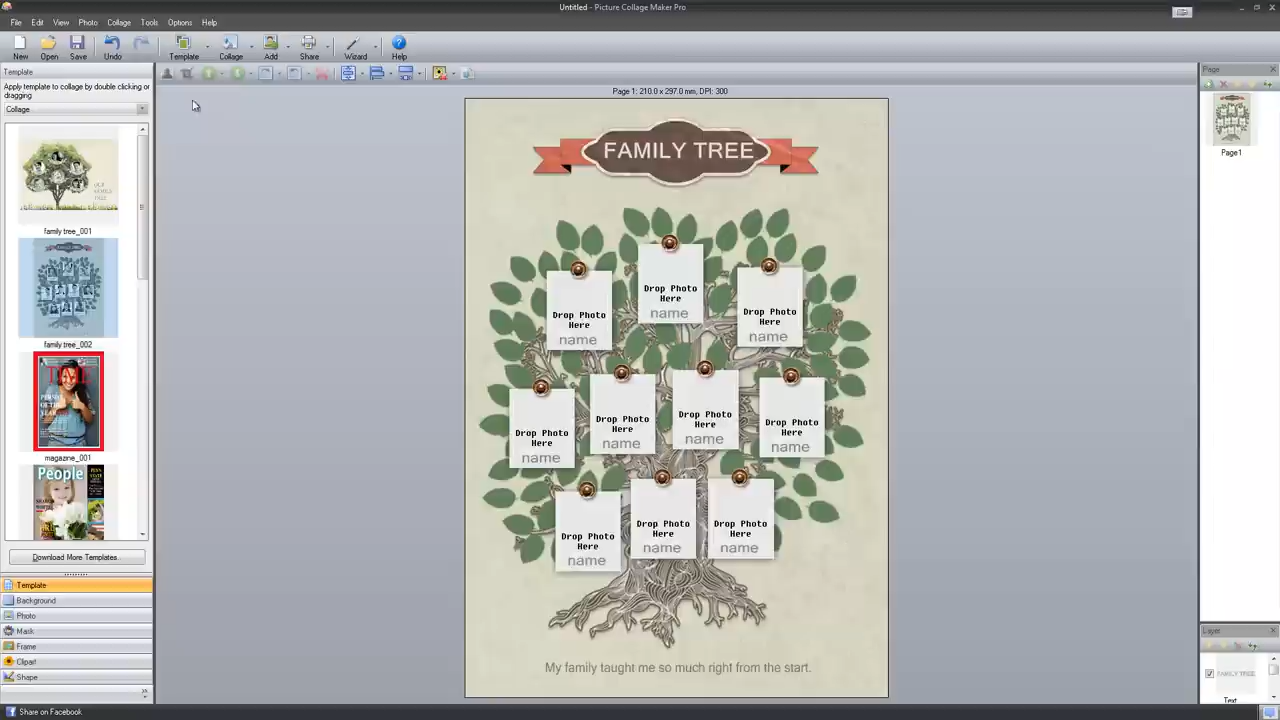 Untitled - Picture Collage Maker Pro
File Edit View Photo Collage Tools Options Help
New Open Save Undo Template Collage Add Share Wizard Help
Template
Apply template to collage by double clicking or
dragging
Collage
family tree_001
family tree_002
magazine_001
People
Download More Templates
Template
Background
Photo
Mask
Frame
Clipart
Shape
Share on Facebook
Page 1: 210.0 x 297.0 mm, DPI: 300
FAMILY TREE
Drop Photo
Here
name
Drop Photo
Here
name
Drop Photo
Here
name
Drop Photo
Here
name
Drop Photo
Here
name
Drop Photo
Here
name
Drop Photo
Here
name
Drop Photo
Here
name
Drop Photo
Here
name
Drop Photo
Here
name
My family taught me so much right from the start.
Page
Page1
Layer
FAMILY TREE
Text